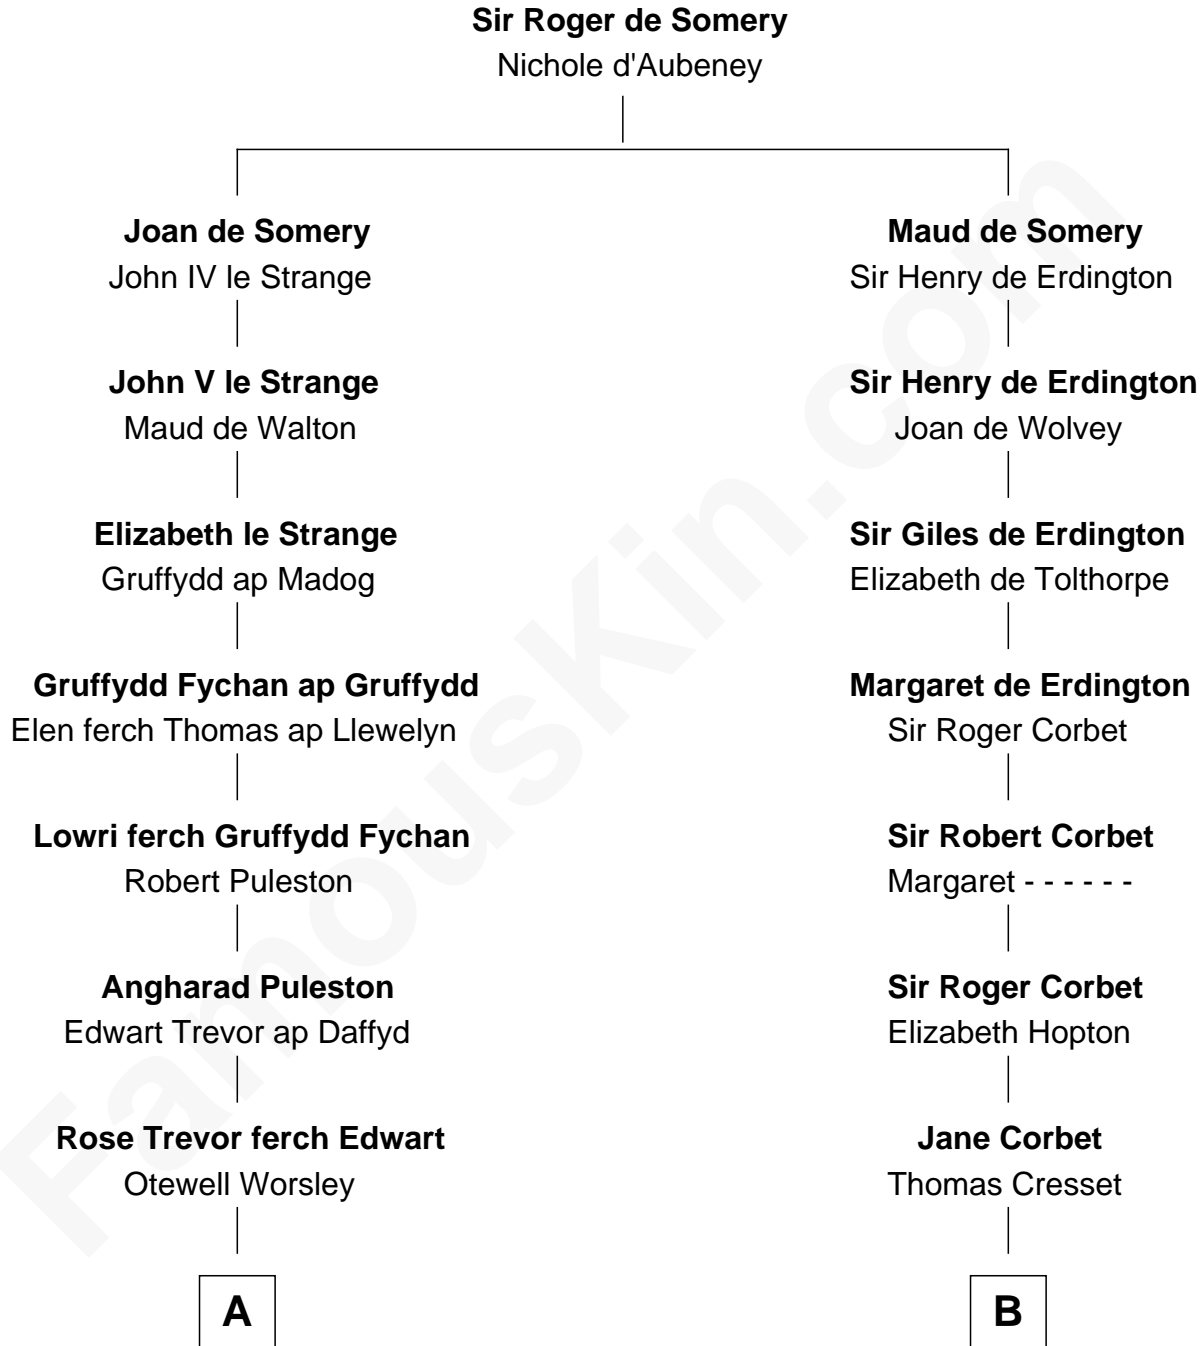 Sir Roger de Somery
Nichole d'Aubeney
Joan de Somery
John IV le Strange
Maud de Somery
Sir Henry de Erdington
John V le Strange
Maud de Walton
Sir Henry de Erdington
Joan de Wolvey
Elizabeth le Strange
Gruffydd ap Madog
Sir Giles de Erdington
Elizabeth de Tolthorpe
Gruffydd Fychan ap Gruffydd
Elen ferch Thomas ap Llewelyn
Margaret de Erdington
Sir Roger Corbet
Lowri ferch Gruffydd Fychan
Robert Puleston
Sir Robert Corbet
Margaret - - - - - -
Angharad Puleston
Edwart Trevor ap Daffyd
Sir Roger Corbet
Elizabeth Hopton
Rose Trevor ferch Edwart
Otewell Worsley
Jane Corbet
Thomas Cresset
A
B
FamousKin.com